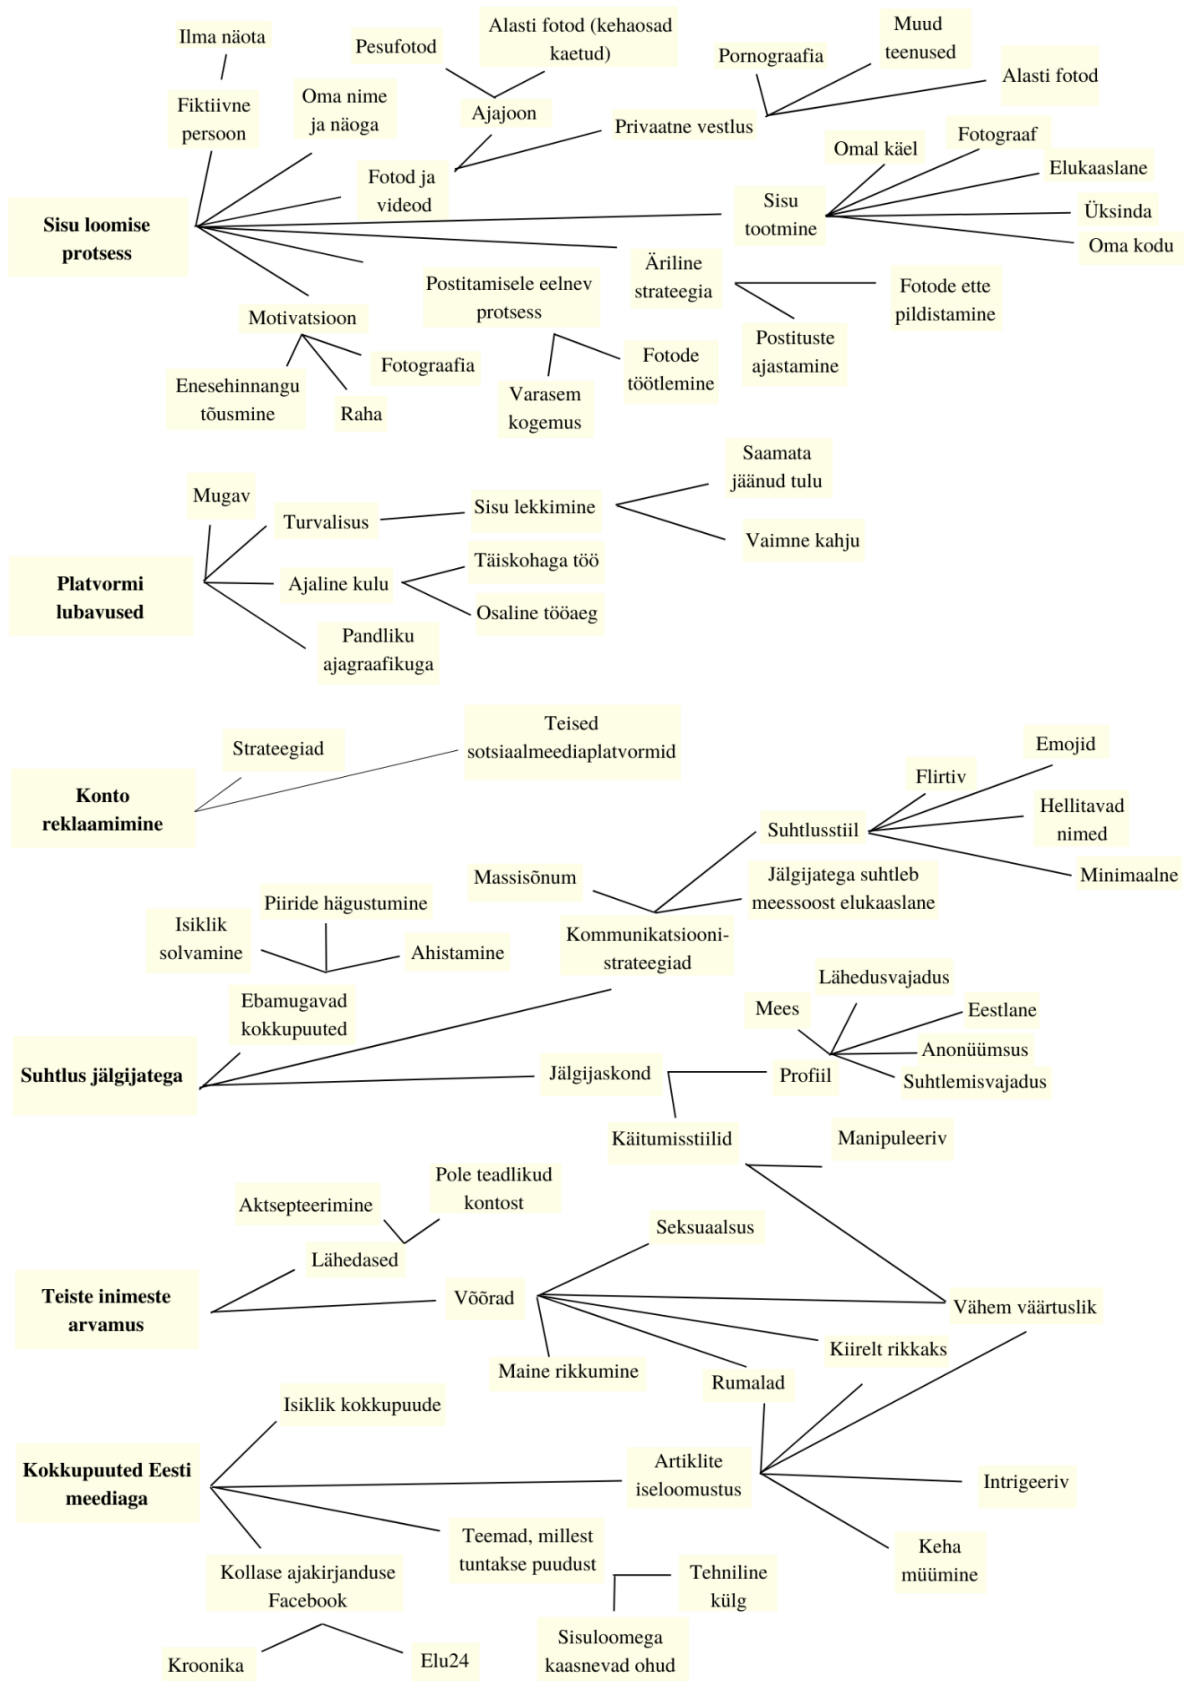 Ilma näota
Pesufotod
Alasti fotod (kehaosad
kaetud)
Pornograafia
Muud
teenused
Alasti fotod
Fiktiivne
persoon
Oma nime
ja näoga
Ajajoon
Privaatne vestlus
Omal käel
Fotograaf
Elukaaslane
Üksinda
Oma kodu
Fotod ja
videod
Sisu
tootmine
Sisu loomise
protsess
Äriline
strateegia
Postitamisele eelnev
protsess
Fotode ette
pildistamine
Postituste
ajastamine
Motivatsioon
Fotograafia
Enesehinnangu
tõusmine
Raha
Varasem
kogemus
Fotode
töötlemine
Saamata
jäänud tulu
Mugav
Turvalisus
Sisu lekkimine
Vaimne kahju
Platvormi
lubavused
Ajaline kulu
Täiskohaga töö
Osaline tööaeg
Pandliku
ajagraafikuga
Strateegiad
Teised
sotsiaalmeediaplatvormid
Konto
reklaamimine
Emojid
Flirtiv
Hellitavad
nimed
Suhtlusstiil
Minimaalne
Massisõnum
Jälgijatega suhtleb
meessoost elukaaslane
Piiride hägustumine
Isiklik
solvamine
Ahistamine
Kommunikatsiooni-
strateegiad
Ebamugavad
kokkupuuted
Lähedusvajadus
Mees
Eestlane
Anonüümsus
Suhtlemisvajadus
Suhtlus jälgijatega
Jälgijaskond
Profiil
Käitumisstiilid
Manipuleeriv
Aktsepteerimine
Pole teadlikud
kontost
Lähedased
Seksuaalsus
Teiste inimeste
arvamus
Võõrad
Vähem väärtuslik
Maine rikkumine
Kiirelt rikkaks
Rumalad
Isiklik kokkupuude
Kokkupuuted Eesti
meediaga
Artiklite
iseloomustus
Intrigeeriv
Keha
müümine
Teemad, millest
tuntakse puudust
Kollase ajakirjanduse
Facebook
Tehniline
külg
Sisuloomega
kaasnevad ohud
Kroonika
Elu24